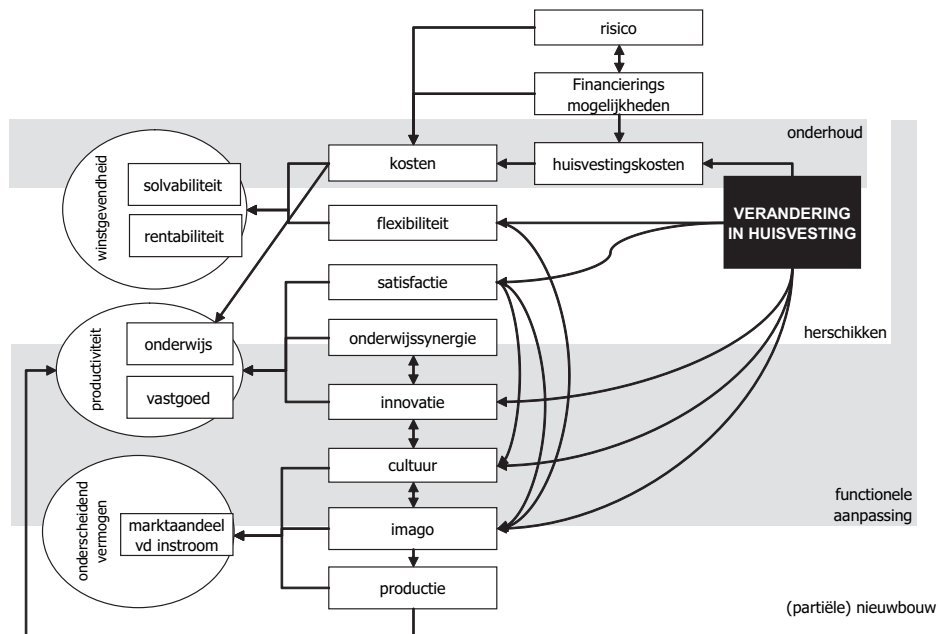 risico
Financierings
mogelijkheden
onderhoud
kosten
huisvestingskosten
winstgevendheid
solvabiliteit
rentabiliteit
flexibiliteit
VERANDERING
IN HUISVESTING
satisfactie
productiviteit
onderwijs
vastgoed
onderwijssynergie
herschikken
innovatie
cultuur
onderscheidend
vermogen
marktaandeel
vd instroom
imago
functionele
aanpassing
productie
(partiële) nieuwbouw